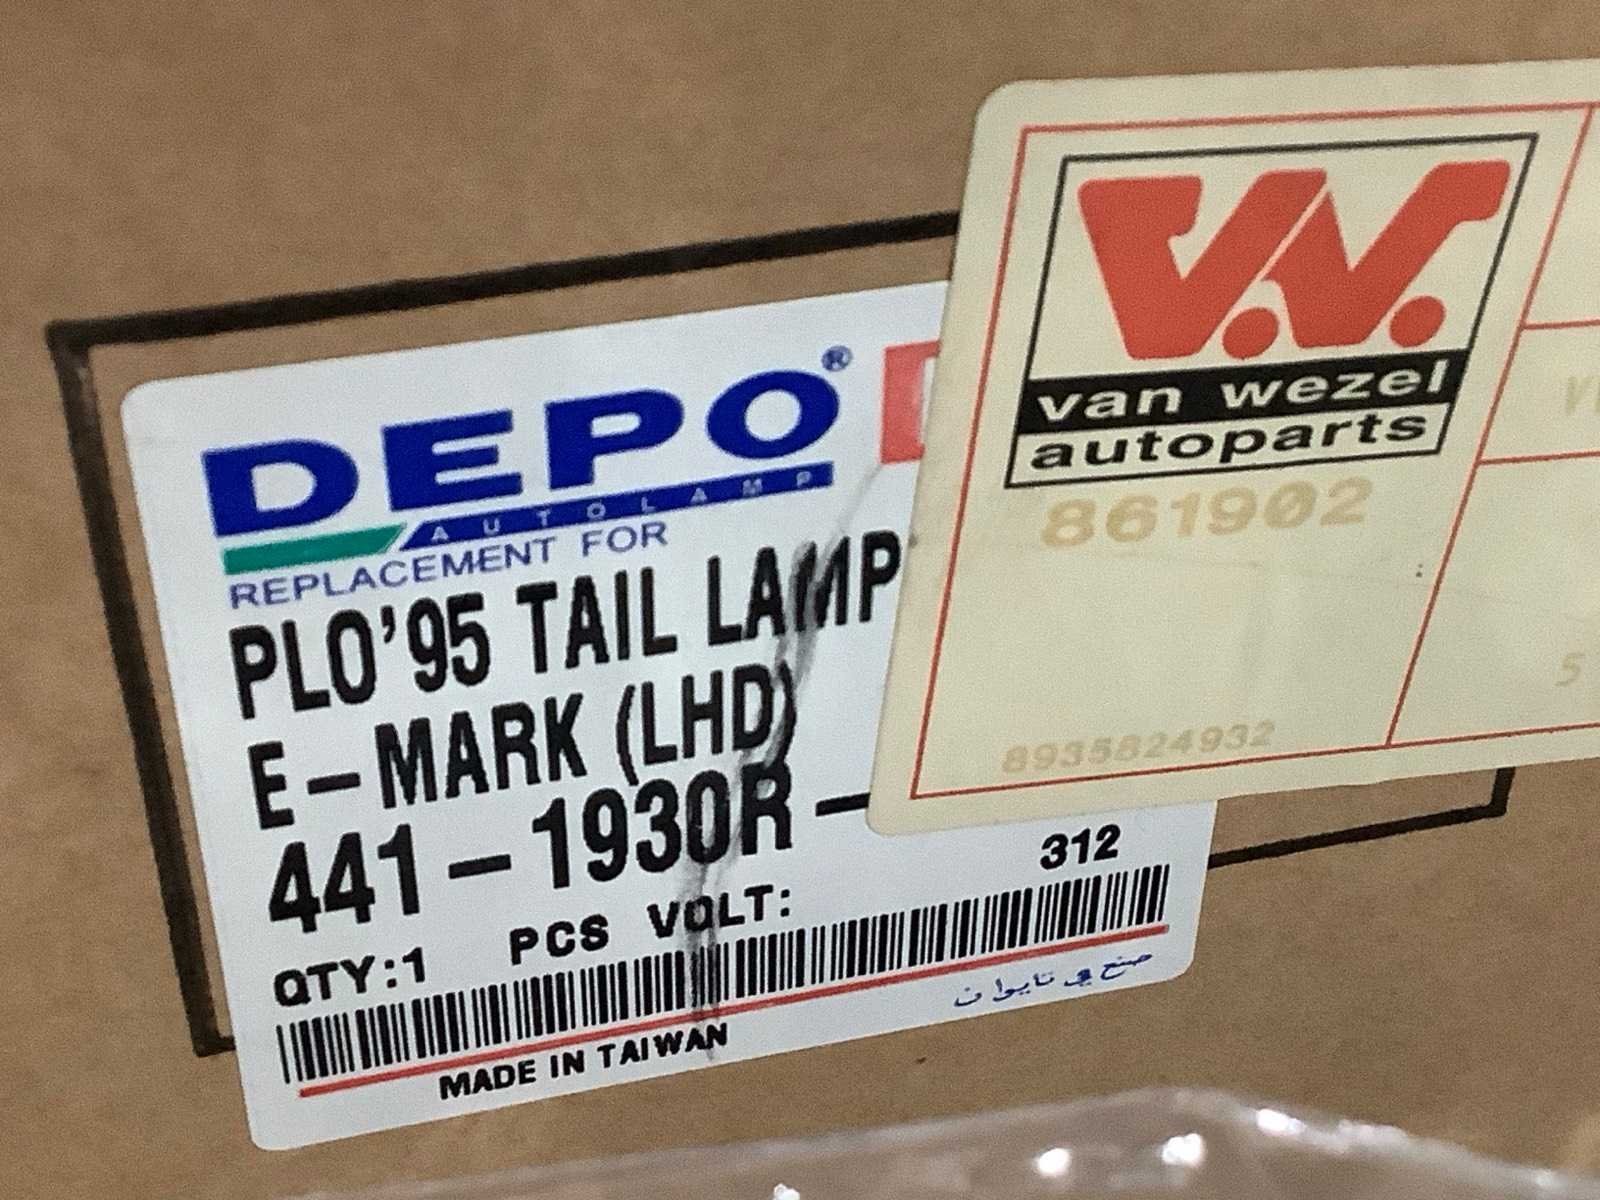 DEPO®
AUTOLAMP
REPLACEMENT FOR
PLO'95 TAIL LAMP
E-MARK (LHD)
441-1930R-
312
QTY:1 PCS VOLT:
MADE IN TAIWAN
صنع في تايوان
V.W.
van wezel
autoparts
861902
8935824932
5